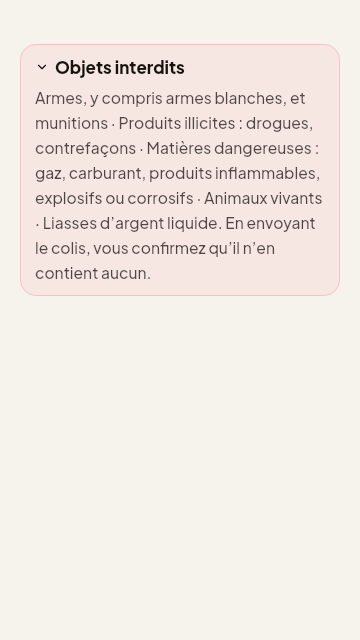 Objets interdits
Armes, y compris armes blanches, et
munitions · Produits illicites : drogues,
contrefaçons · Matières dangereuses :
gaz, carburant, produits inflammables,
explosifs ou corrosifs · Animaux vivants
· Liasses d’argent liquide. En envoyant
le colis, vous confirmez qu’il n’en
contient aucun.